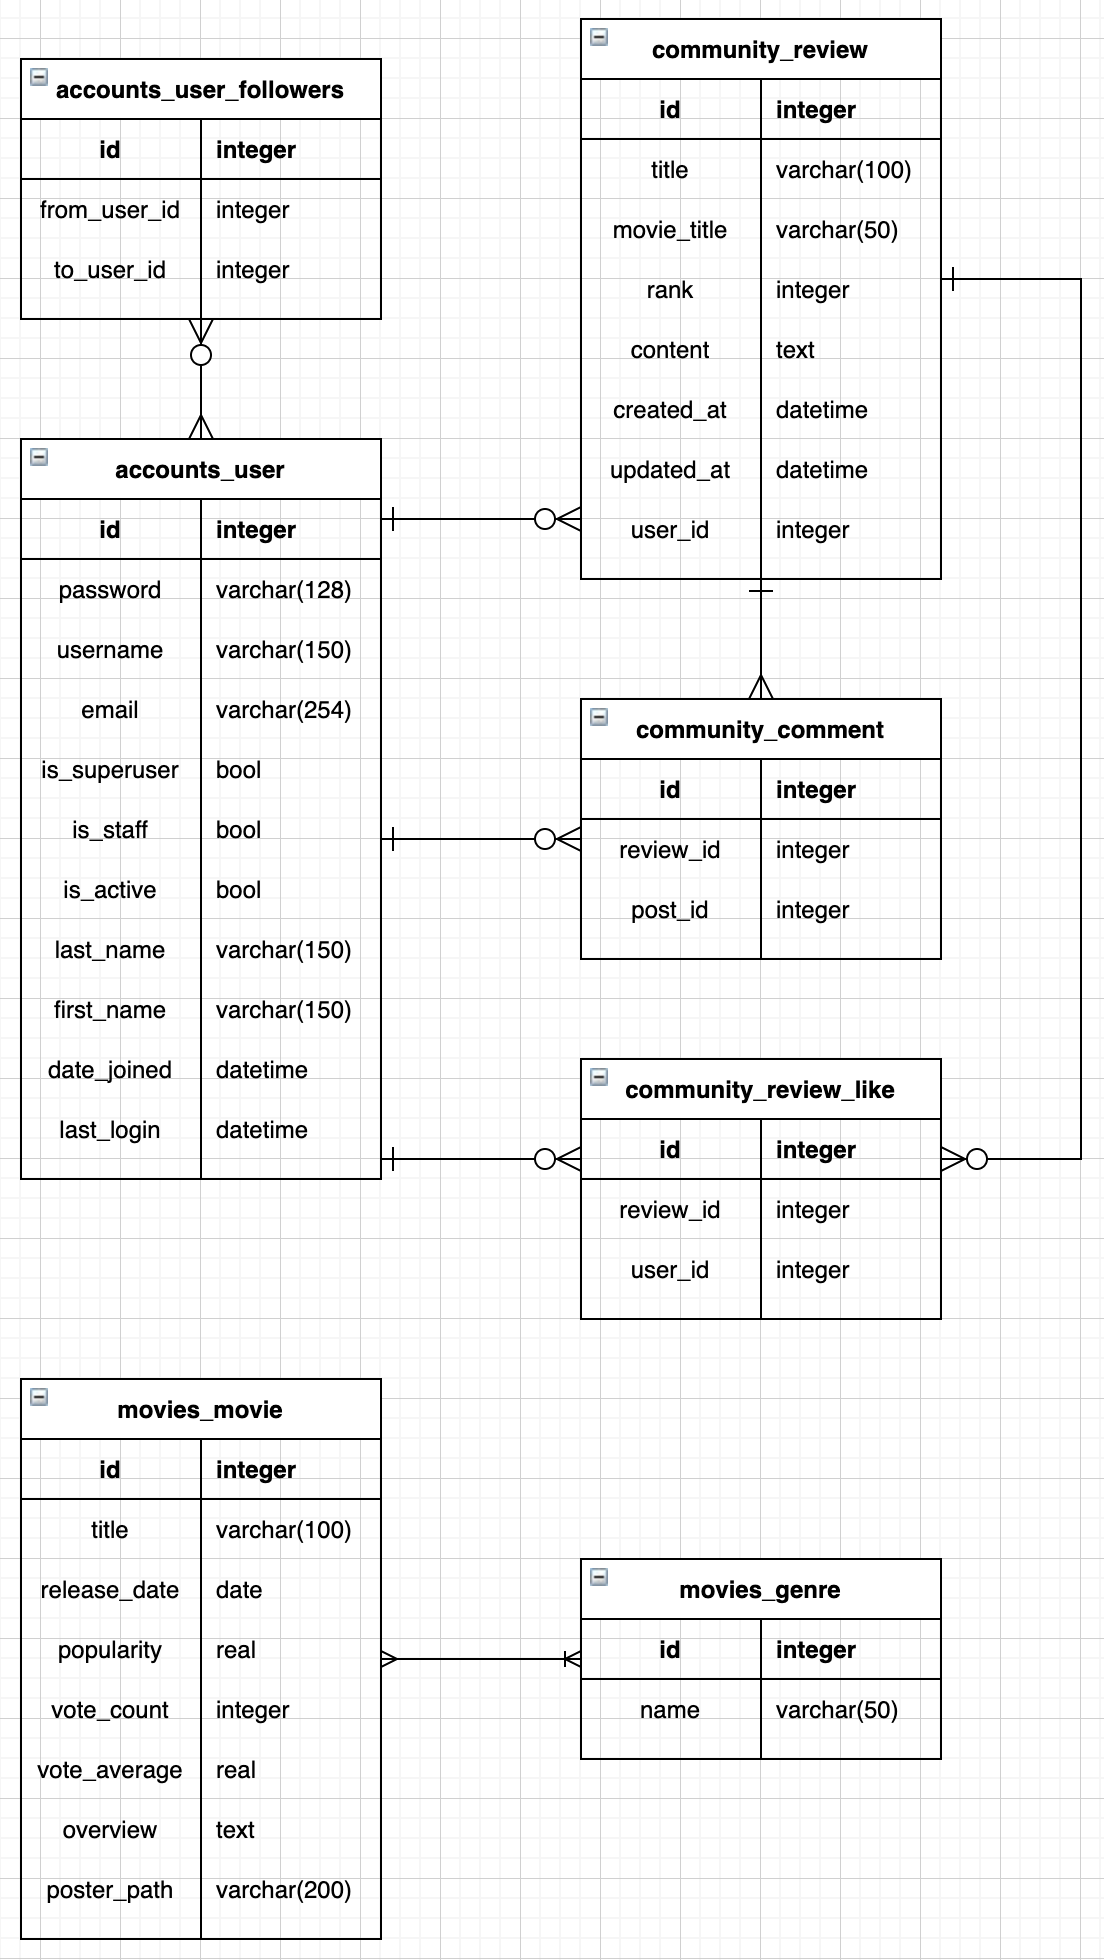 accounts_user_followers
id integer
from_user_id integer
to_user_id integer
accounts_user
id integer
password varchar(128)
username varchar(150)
email varchar(254)
is_superuser bool
is_staff bool
is_active bool
last_name varchar(150)
first_name varchar(150)
date_joined datetime
last_login datetime
community_review
id integer
title varchar(100)
movie_title varchar(50)
rank integer
content text
created_at datetime
updated_at datetime
user_id integer
community_comment
id integer
review_id integer
post_id integer
community_review_like
id integer
review_id integer
user_id integer
movies_movie
id integer
title varchar(100)
release_date date
popularity real
vote_count integer
vote_average real
overview text
poster_path varchar(200)
movies_genre
id integer
name varchar(50)